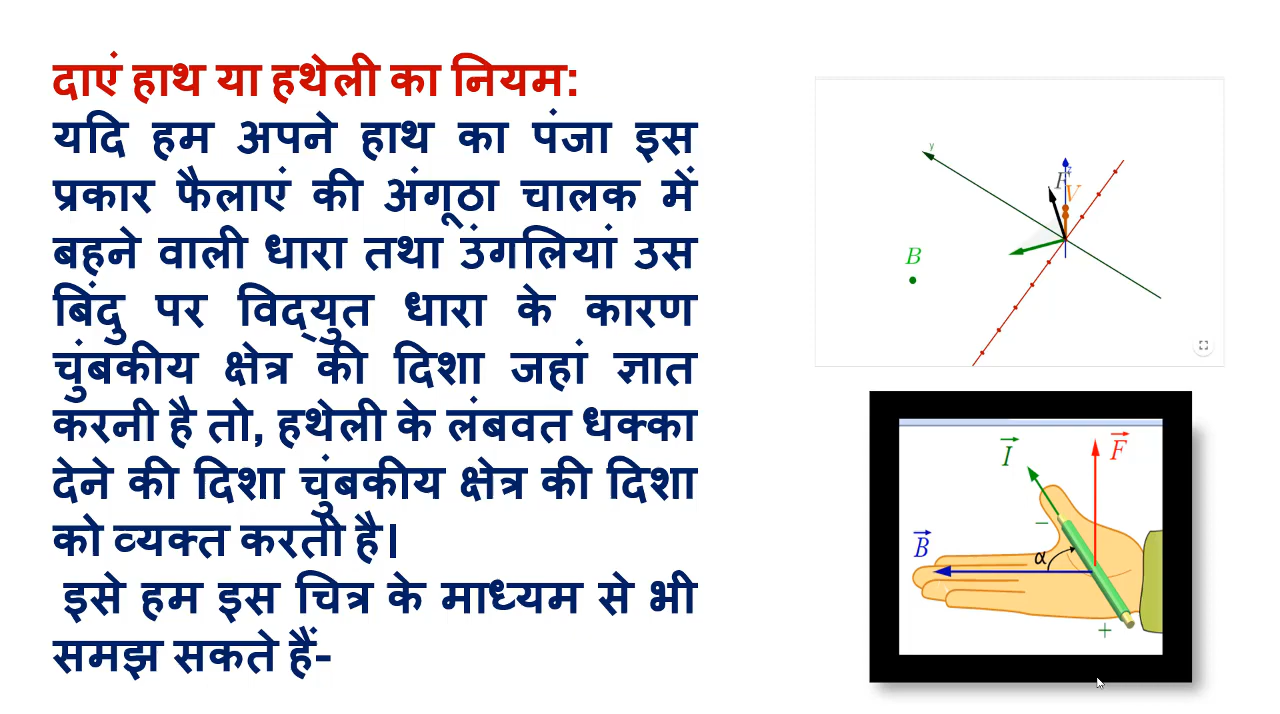 दाएं हाथ या हथेली का नियम:
यदि हम अपने हाथ का पंजा इस
प्रकार फैलाएं की अंगूठा चालक में
बहने वाली धारा तथा उंगलियां उस
बिंदु पर विद्युत धारा के कारण
चुंबकीय क्षेत्र की दिशा जहां ज्ञात
करनी है तो, हथेली के लंबवत धक्का
देने की दिशा चुंबकीय क्षेत्र की दिशा
को व्यक्त करती है।
इसे हम इस चित्र के माध्यम से भी
समझ सकते हैं-
y
z
F
V
B
I
F
B
α
−
+